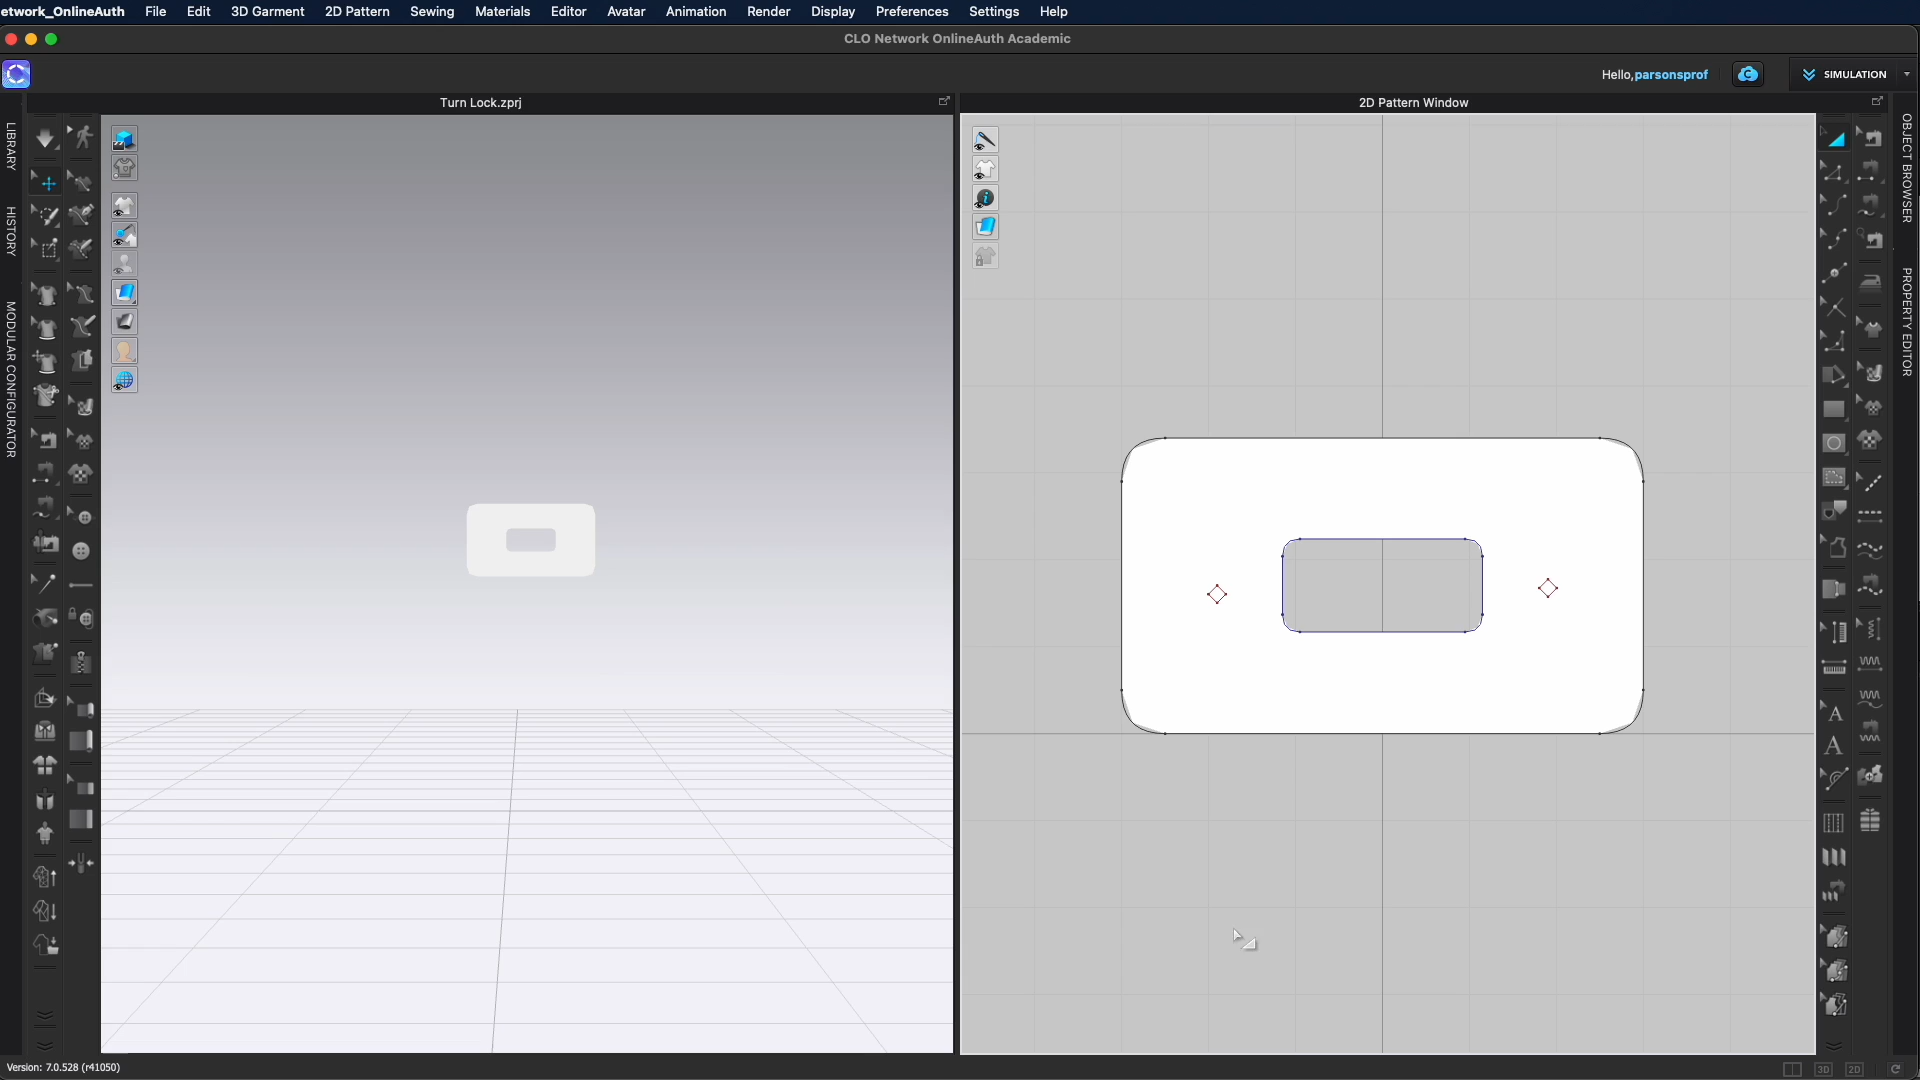 etwork_OnlineAuth File Edit 3D Garment 2D Pattern Sewing Materials Editor Avatar Animation Render Display Preferences Settings Help
CLO Network OnlineAuth Academic
Hello,parsonsprof
SIMULATION
Turn Lock.zprj
2D Pattern Window
LIBRARY
HISTORY
MODULAR CONFIGURATOR
OBJECT BROWSER
PROPERTY EDITOR
A
A
Version: 7.0.528 (r41050)
3D
2D